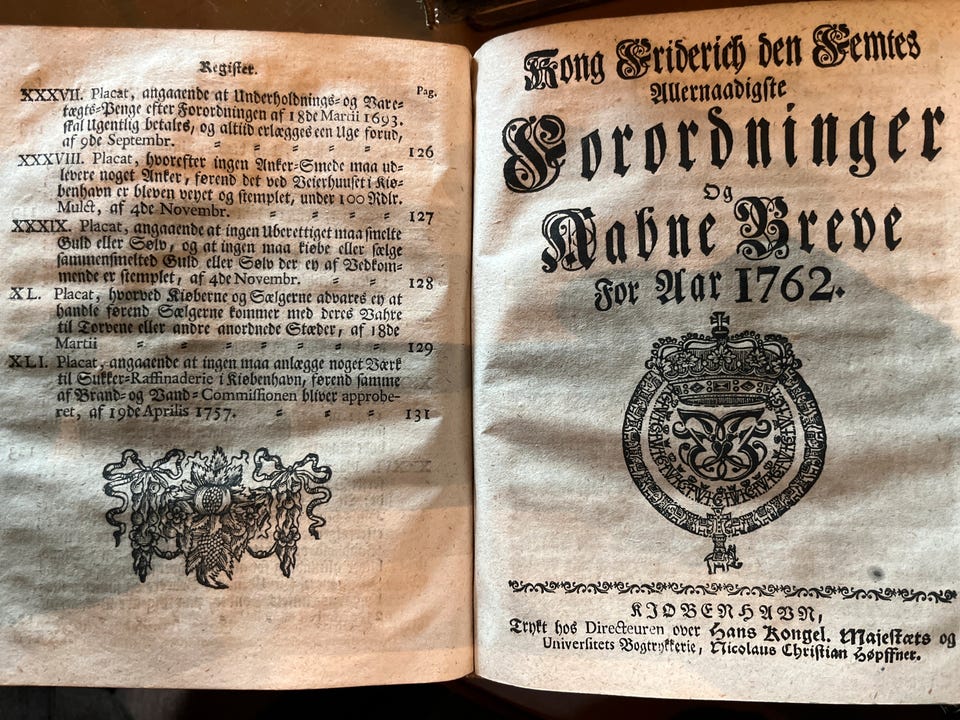 Register.
Pag.
XXXVII. Placat, angaaende at Underholdnings- og Vare-
tægts-Penge efter Forordningen af 18de Martii 1693.
skal Ugentlig betales, og altiid erlægges een Uge forud,
af 9de Septembr. = = = = = 126
XXXVIII. Placat, hvorefter ingen Anker-Smede maa ud-
levere noget Anker, førend det ved Veierhuuset i Kiø-
benhavn er bleven veyet og stemplet, under 100 Rdlr.
Mulct, af 4de Novembr. = = = 127
XXXIX. Placat, angaaende at ingen Uberettiget maa smelte
Guld eller Sølv, og at ingen maa kiøbe eller sælge
sammensmelted Guld eller Sølv der ey af Vedkom-
mende er stemplet, af 4de Novembr. = = 128
XL. Placat, hvorved Kiøberne og Sælgerne advares ey at
handle førend Sælgerne kommer med deres Vahre
til Torvene eller andre anordnede Stæder, af 18de
Martii = = = = = = = 129
XLI. Placat, angaaende at ingen maa anlægge noget Værk
til Sukker-Raffinaderie i Kiøbenhavn, førend samme
af Brand- og Vand-Commissionen bliver approbe-
ret, af 19de Aprilis 1757. = = = 131
Kong Friderich den Femtes
Allernaadigste
Forordninger
Og
Aabne Breve
For Aar 1762.
KIØBENHAVN,
Trykt hos Directeuren over Hans Kongel. Majestæts og
Universitets Bogtrykkerie, Nicolaus Christian Høpffner.